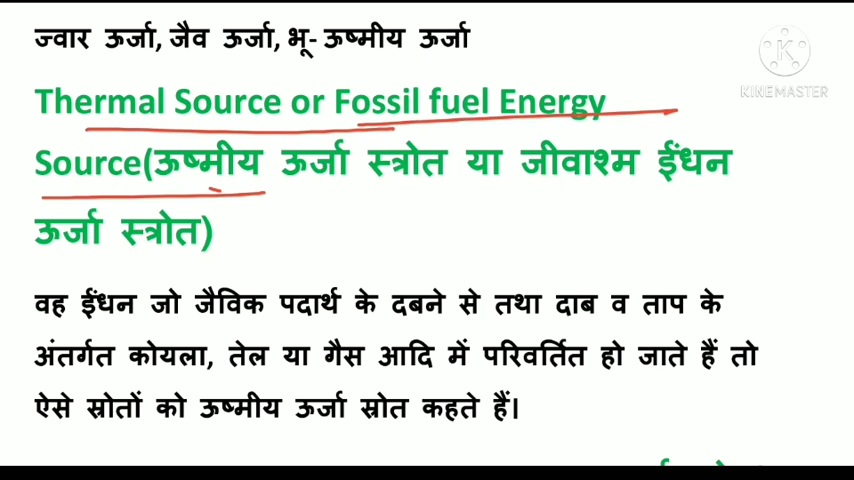 ज्वार ऊर्जा, जैव ऊर्जा, भू- ऊष्मीय ऊर्जा
KINEMASTER
Thermal Source or Fossil fuel Energy
Source(ऊष्मीय ऊर्जा स्त्रोत या जीवाश्म ईंधन
ऊर्जा स्त्रोत)
वह ईंधन जो जैविक पदार्थ के दबने से तथा दाब व ताप के
अंतर्गत कोयला, तेल या गैस आदि में परिवर्तित हो जाते हैं तो
ऐसे स्रोतों को ऊष्मीय ऊर्जा स्रोत कहते हैं।